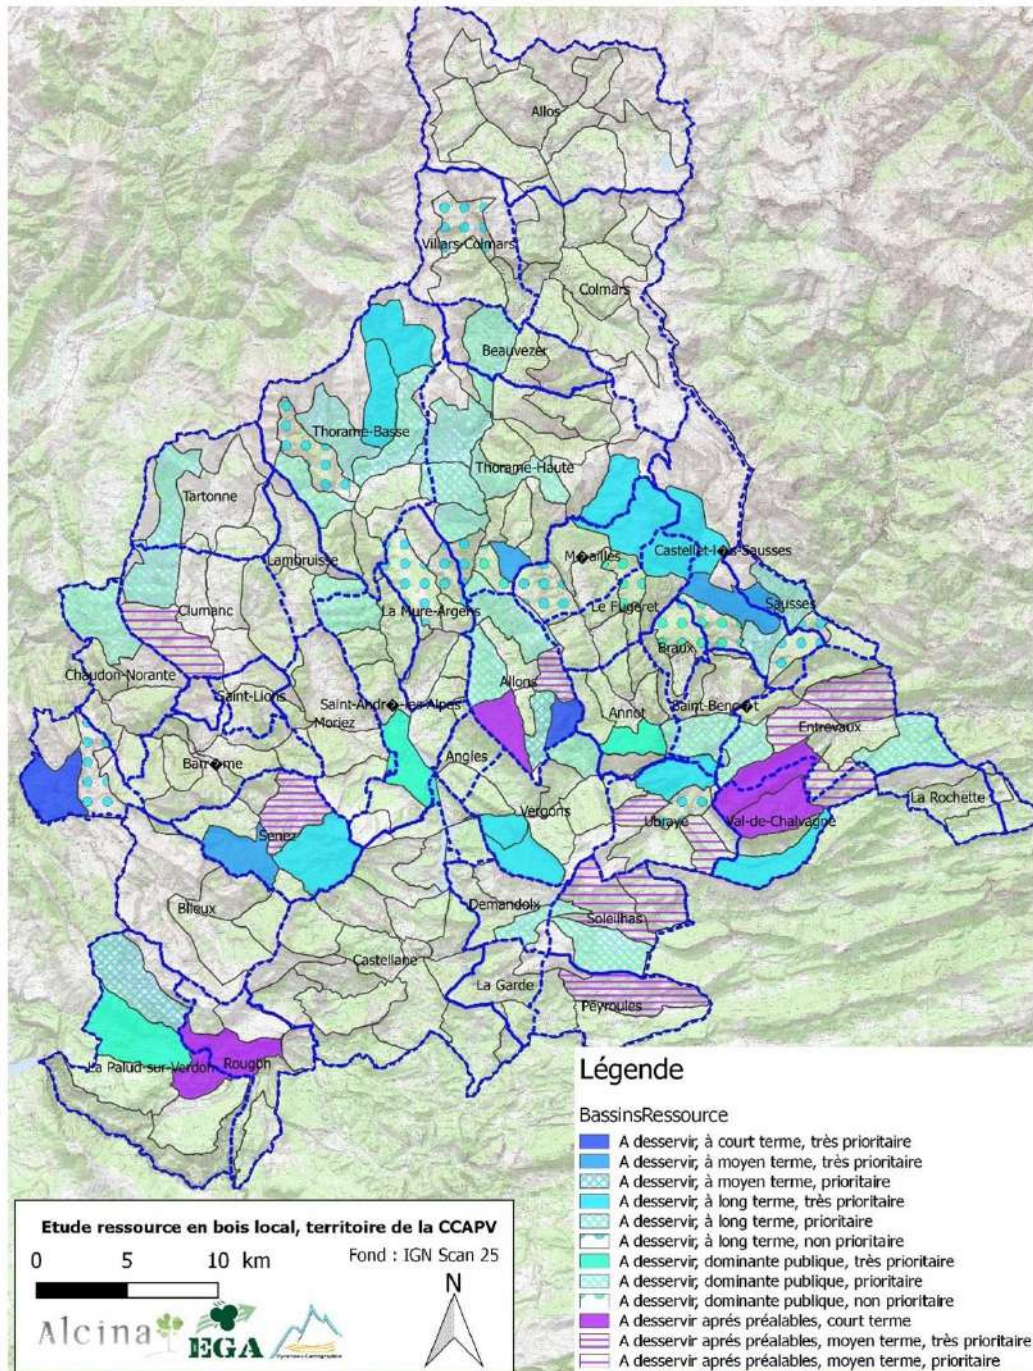 Allos
Villars-Colmars
Colmars
Beauvezer
Thorame-Basse
Thorame-Haute
Tartonne
Castellet-l�s-Sausses
M�ailles
Lambruisse
Clumanc
La Mure-Argens
Le Fugeret
Sausses
Braux
Chaudon-Norante
Allons
Saint-Lions
Saint-Andr�-les-Alpes
Annot
Saint-Beno�t
Moriez
Entrevaux
Barr�me
Angles
La Rochette
Vergons
Ubraye
Val-de-Chalvagne
Senez
Blieux
Demandolx
Soleilhas
Castellane
La Garde
Peyroules
La Palud-sur-Verdon
Rougon
Légende
BassinsRessource
A desservir, à court terme, très prioritaire
A desservir, à moyen terme, très prioritaire
A desservir, à moyen terme, prioritaire
A desservir, à long terme, très prioritaire
A desservir, à long terme, prioritaire
A desservir, à long terme, non prioritaire
A desservir, dominante publique, très prioritaire
A desservir, dominante publique, prioritaire
A desservir, dominante publique, non prioritaire
A desservir aprés préalables, court terme
A desservir aprés préalables, moyen terme, très prioritaire
A desservir aprés préalables, moyen terme, prioritaire
Etude ressource en bois local, territoire de la CCAPV
0 5 10 km
Fond : IGN Scan 25
N
Alcina
EGA